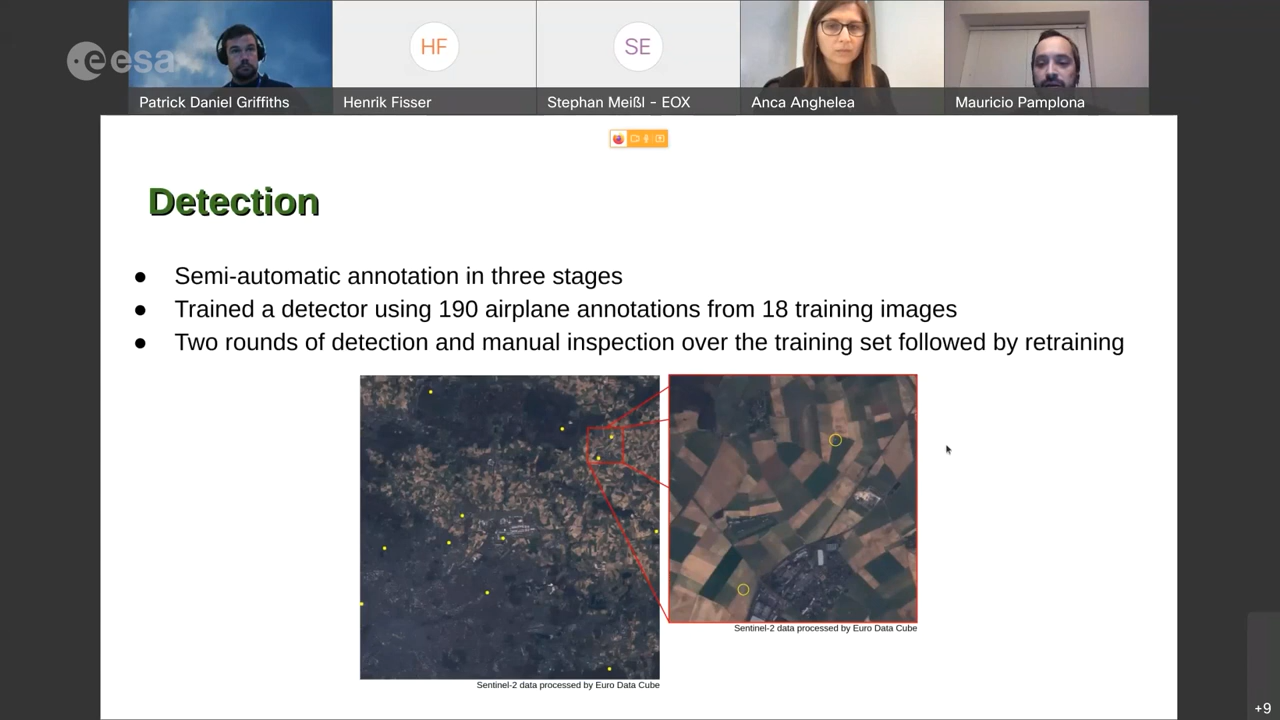 esa
HF
SE
Patrick Daniel Griffiths
Henrik Fisser
Stephan Meißl - EOX
Anca Anghelea
Mauricio Pamplona
Detection
● Semi-automatic annotation in three stages
● Trained a detector using 190 airplane annotations from 18 training images
● Two rounds of detection and manual inspection over the training set followed by retraining
Sentinel-2 data processed by Euro Data Cube
Sentinel-2 data processed by Euro Data Cube
+9